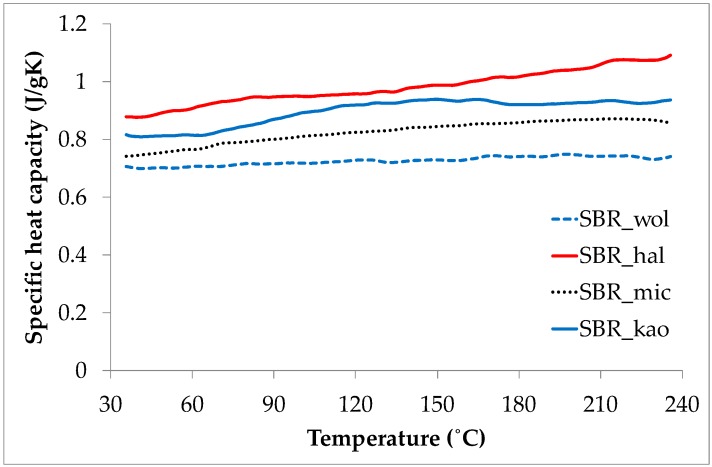 1.2
1
0.8
0.6
0.4
0.2
0
Specific heat capacity (J/gK)
SBR_wol
SBR_hal
SBR_mic
SBR_kao
30 60 90 120 150 180 210 240
Temperature (˚C)